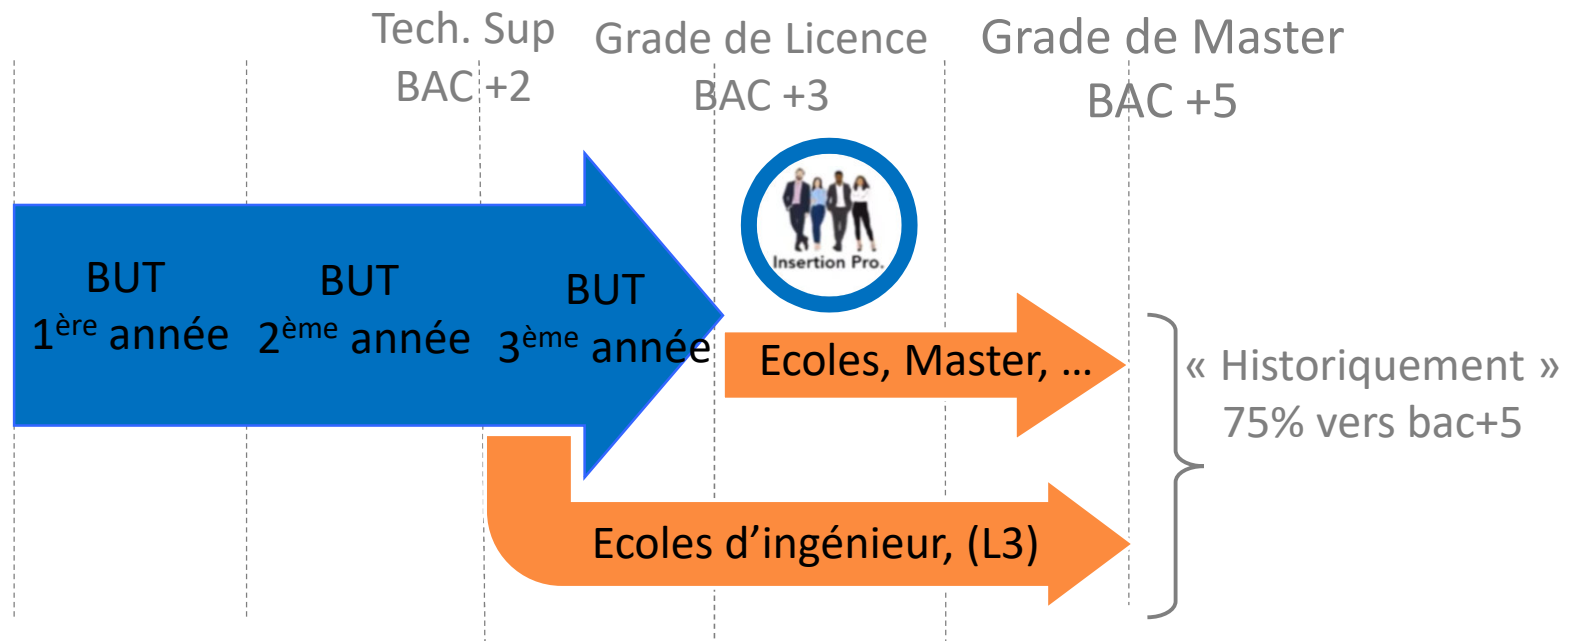 Tech. Sup
BAC +2
Grade de Licence
BAC +3
Grade de Master
BAC +5
Insertion Pro.
BUT
1ère année
BUT
2ème année
BUT
3ème année
Ecoles, Master, ...
« Historiquement »
75% vers bac+5
Ecoles d’ingénieur, (L3)